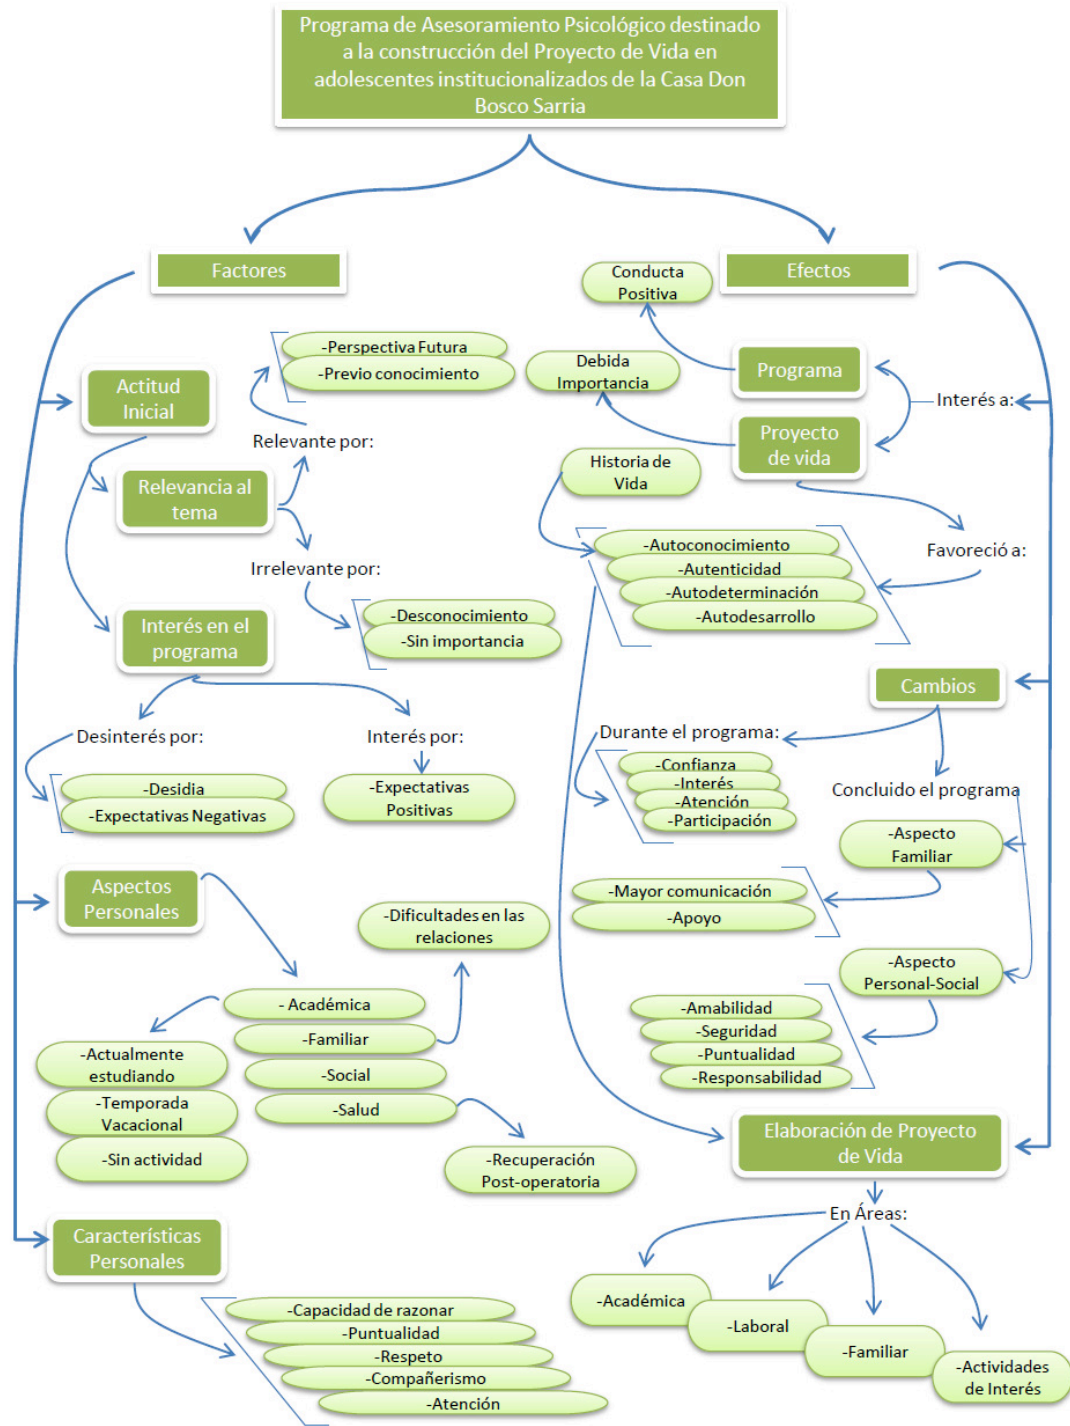 Programa de Asesoramiento Psicológico destinado
a la construcción del Proyecto de Vida en
adolescentes institucionalizados de la Casa Don
Bosco Sarria
Factores
Efectos
Conducta
Positiva
-Perspectiva Futura
-Previo conocimiento
Actitud
Inicial
Debida
Importancia
Programa
Interés a:
Relevante por:
Proyecto
de vida
Relevancia al
tema
Historia de
Vida
Irrelevante por:
-Autoconocimiento
-Autenticidad
-Autodeterminación
-Autodesarrollo
Favoreció a:
-Desconocimiento
-Sin importancia
Interés en el
programa
Cambios
Desinterés por:
Interés por:
Durante el programa:
-Confianza
-Interés
-Atención
-Participación
Concluido el programa
-Desidia
-Expectativas Negativas
-Expectativas
Positivas
-Aspecto
Familiar
Aspectos
Personales
-Mayor comunicación
-Apoyo
-Dificultades en las
relaciones
-Aspecto
Personal-Social
- Académica
-Familiar
-Social
-Salud
-Amabilidad
-Seguridad
-Puntualidad
-Responsabilidad
-Actualmente
estudiando
-Temporada
Vacacional
-Sin actividad
Elaboración de Proyecto
de Vida
-Recuperación
Post-operatoria
En Áreas:
Características
Personales
-Académica
-Laboral
-Familiar
-Actividades
de Interés
-Capacidad de razonar
-Puntualidad
-Respeto
-Compañerismo
-Atención